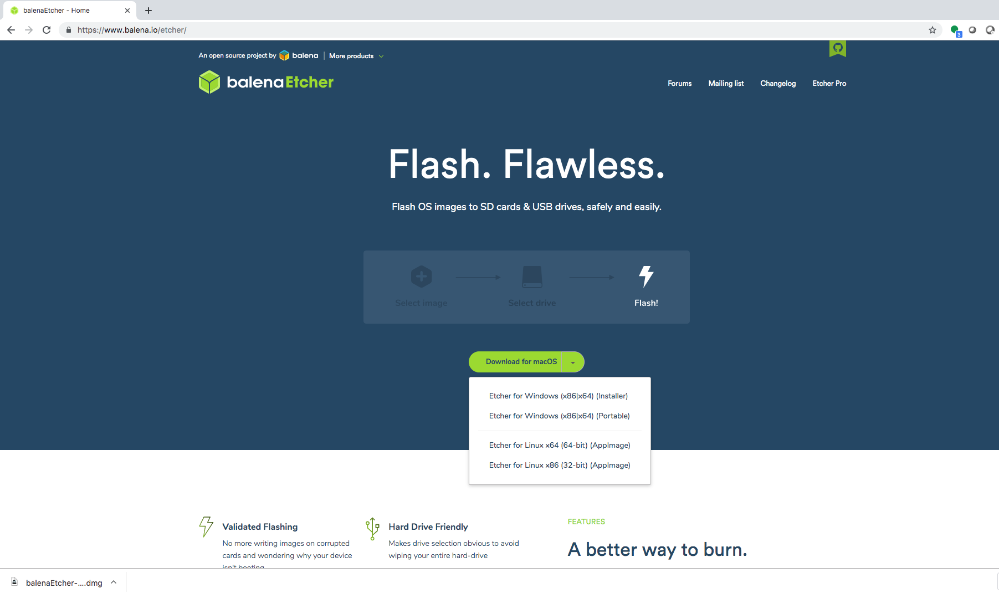 balenaEtcher - Home
https://www.balena.io/etcher/
3
An open source project by balena | More products
balenaEtcher
Forums Mailing list Changelog Etcher Pro
Flash. Flawless.
Flash OS images to SD cards & USB drives, safely and easily.
Select image Select drive Flash!
Download for macOS
Etcher for Windows (x86|x64) (Installer)
Etcher for Windows (x86|x64) (Portable)
Etcher for Linux x64 (64-bit) (AppImage)
Etcher for Linux x86 (32-bit) (AppImage)
Validated Flashing
No more writing images on corrupted
cards and wondering why your device
isn't booting
Hard Drive Friendly
Makes drive selection obvious to avoid
wiping your entire hard-drive
FEATURES
A better way to burn.
balenaEtcher-....dmg